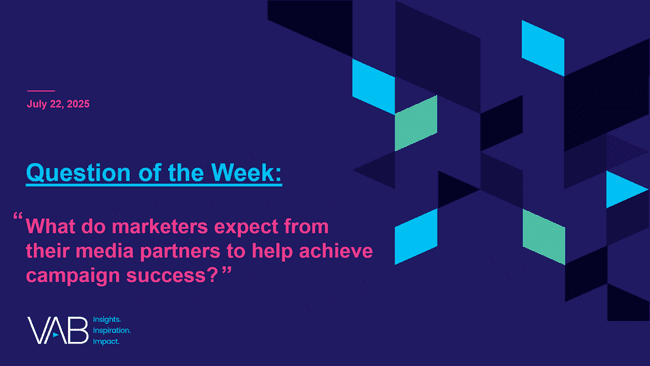 July 22, 2025
Question of the Week:
“What do marketers expect from
their media partners to help achieve
campaign success?”
VAB
Insights.
Inspiration.
Impact.